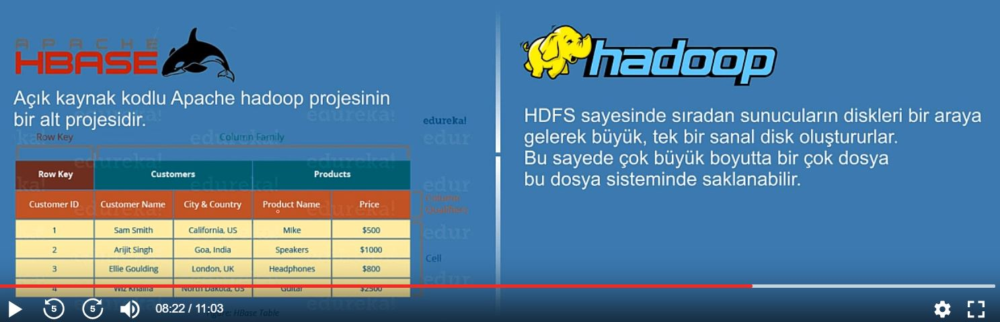 APACHE
HBASE
Açık kaynak kodlu Apache hadoop projesinin
bir alt projesidir.
edureka!
Row Key
Column Family
Row Key Customers Products
Customer ID Customer Name City & Country Product Name Price
Column
Qualifiers
1 Sam Smith California, US Mike $500
2 Arijit Singh Goa, India Speakers $1000
3 Ellie Goulding London, UK Headphones $800
Cell
4 Wiz Khalifa North Dakota, US Guitar $2500
Figure: HBase Table
hadoop
HDFS sayesinde sıradan sunucuların diskleri bir araya
gelerek büyük, tek bir sanal disk oluştururlar.
Bu sayede çok büyük boyutta bir çok dosya
bu dosya sisteminde saklanabilir.
5 5 08:22 / 11:03